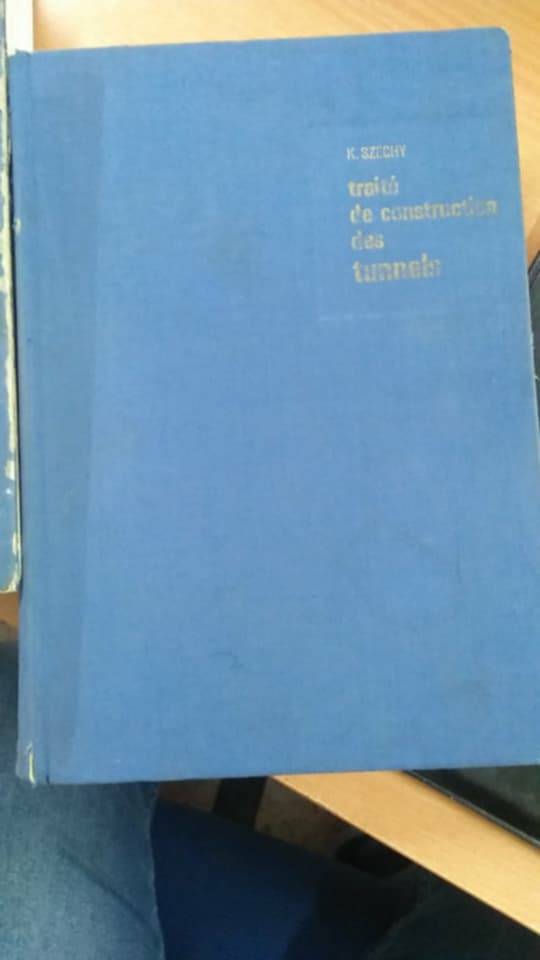 K. SZECHY
traité
de construction
des
tunnels